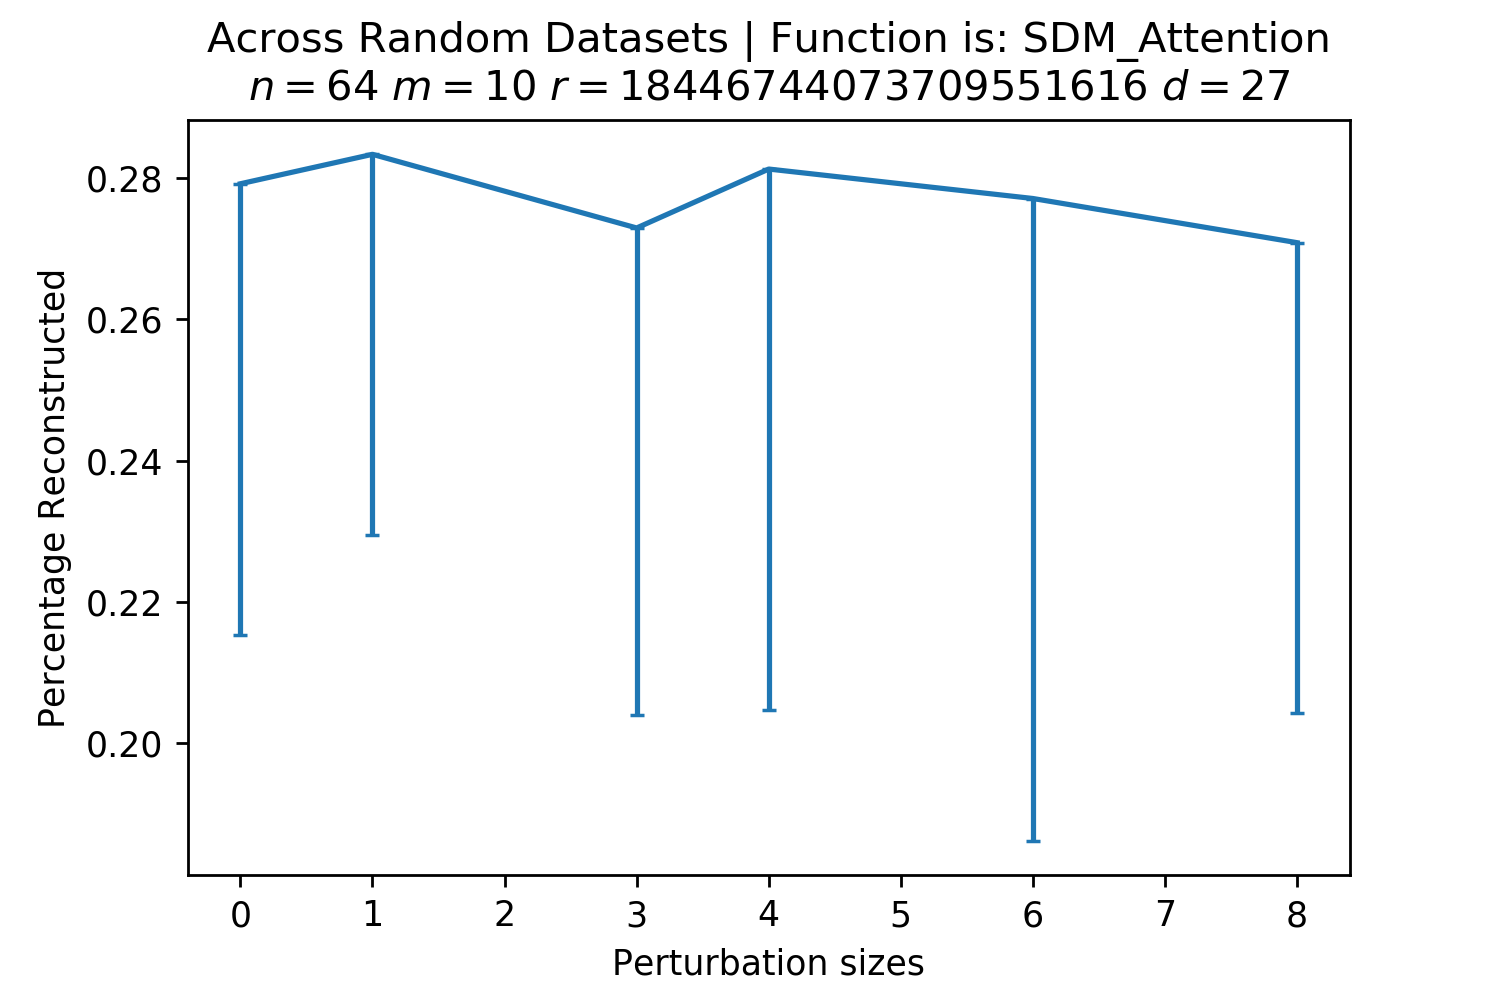 Across Random Datasets | Function is: SDM_Attention
n = 64 m = 10 r = 18446744073709551616 d = 27
0.28
0.26
0.24
0.22
0.20
Percentage Reconstructed
0 1 2 3 4 5 6 7 8
Perturbation sizes